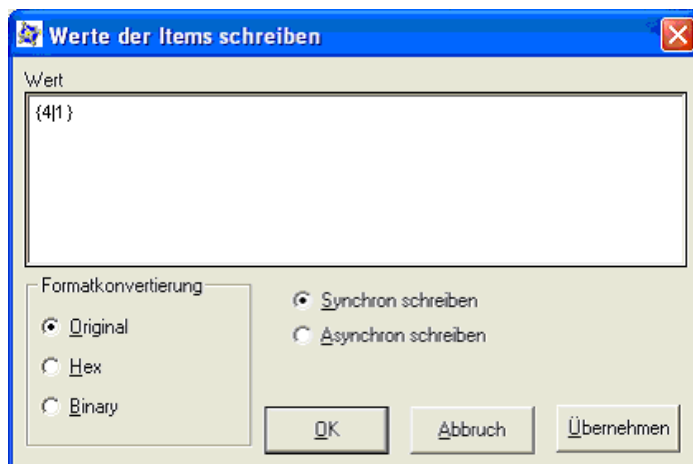 Werte der Items schreiben
Wert
{4|1}
Formatkonvertierung
Original
Hex
Binary
Synchron schreiben
Asynchron schreiben
OK
Abbruch
Übernehmen